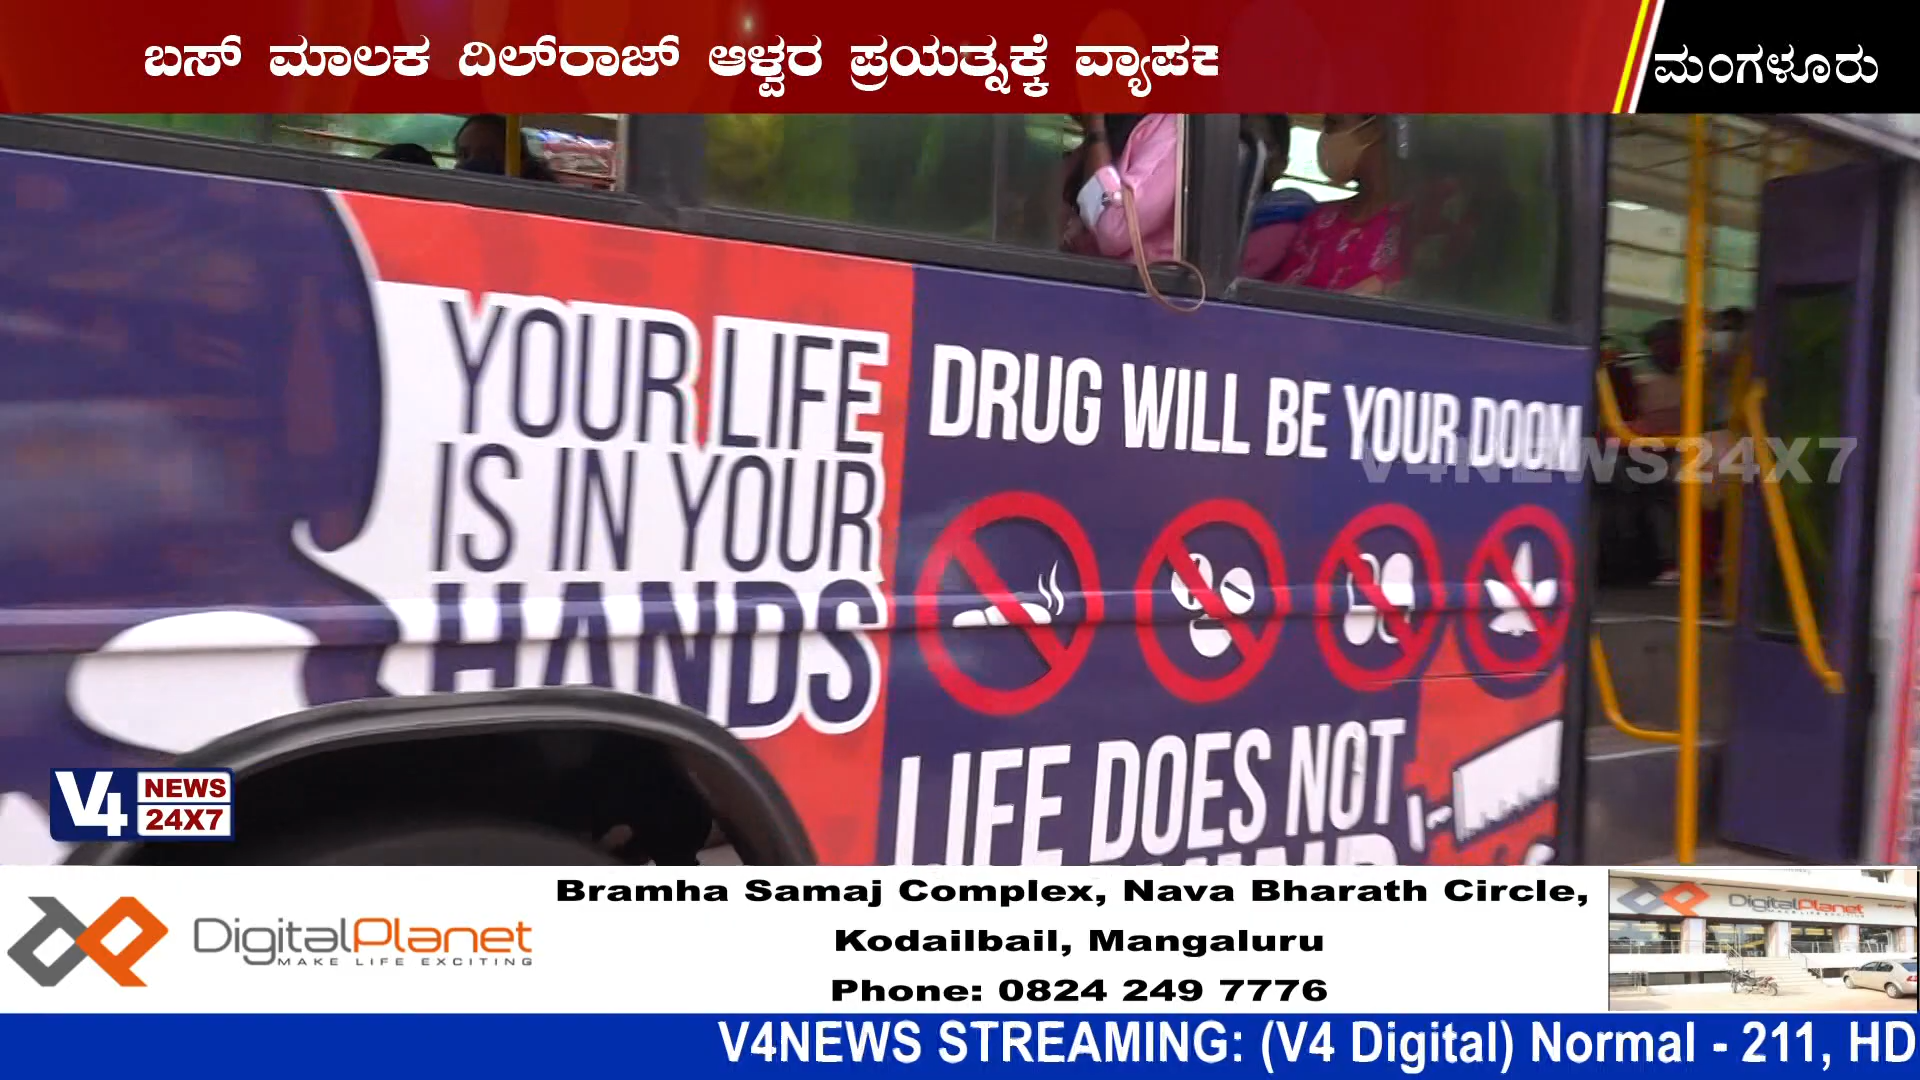 ಬಸ್ ಮಾಲಕ ದಿಲ್‌ರಾಜ್ ಆಳ್ವರ ಪ್ರಯತ್ನಕ್ಕೆ
ಮಂಗಳೂರು
YOUR LIFE
IS IN YOUR
HANDS
DRUG WILL BE YOUR DOOM
V4NEWS24X7
LIFE DOES NOT
V4 NEWS
24X7
DigitalPlanet
MAKE LIFE EXCITING
Bramha Samaj Complex, Nava Bharath Circle,
Kodailbail, Mangaluru
Phone: 0824 249 7776
DigitalPlanet
V4NEWS STREAMING: (V4 Digital) Normal - 211, HD